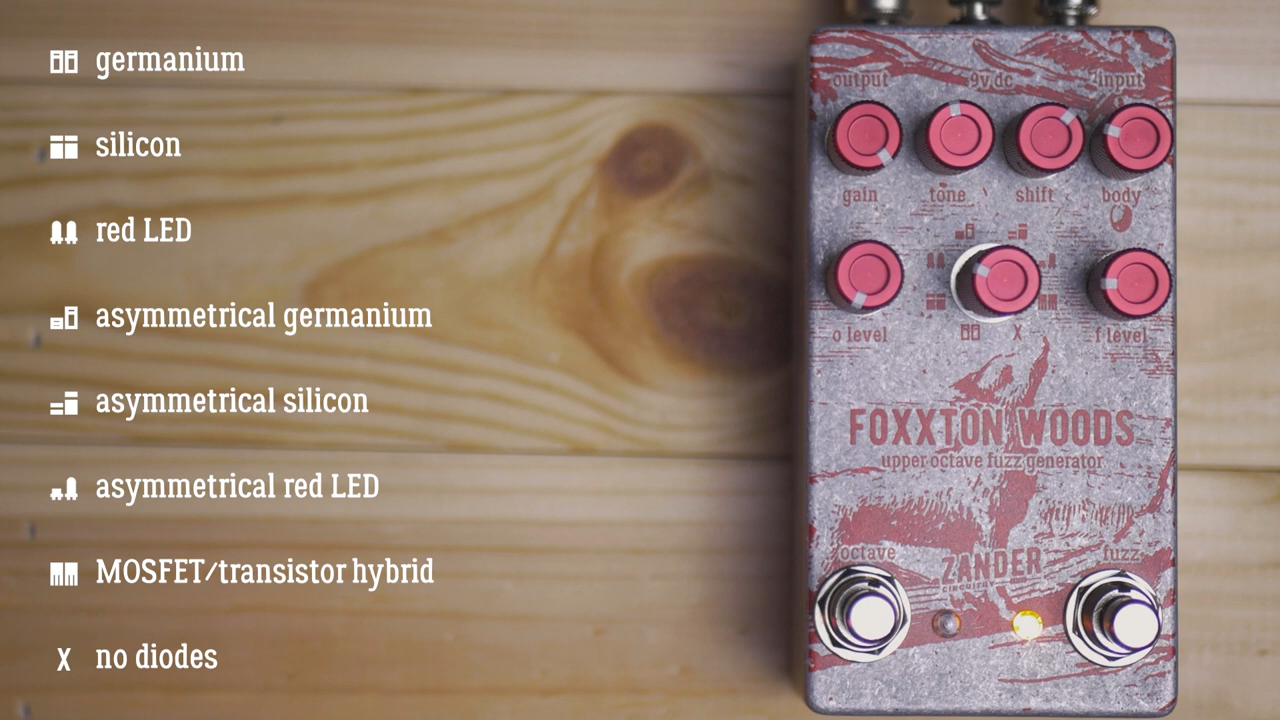 germanium
silicon
red LED
asymmetrical germanium
asymmetrical silicon
asymmetrical red LED
MOSFET/transistor hybrid
X no diodes
output 9v dc input
gain tone shift body
o level X f level
FOXXTON WOODS
upper octave fuzz generator
octave ZANDER fuzz
CIRCUITRY